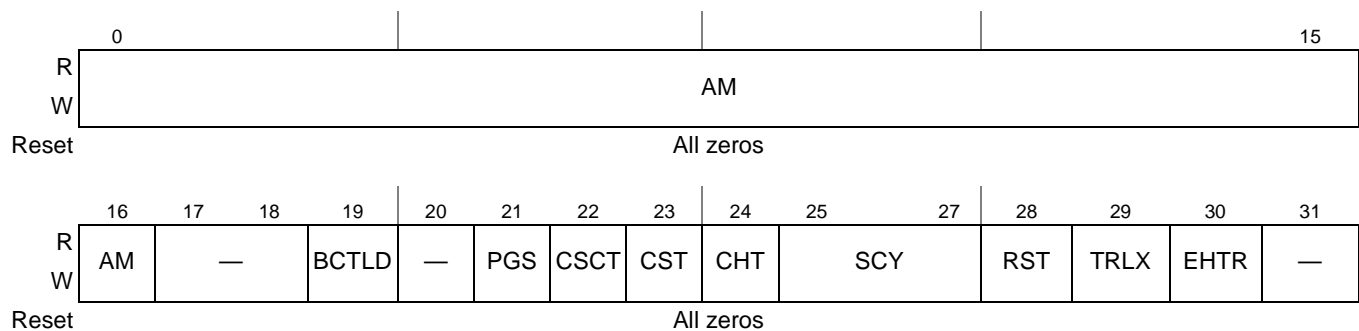 0 15
R
W
AM
Reset All zeros
16 17 18 19 20 21 22 23 24 25 27 28 29 30 31
R
W
AM — BCTLD — PGS CSCT CST CHT SCY RST TRLX EHTR —
Reset All zeros